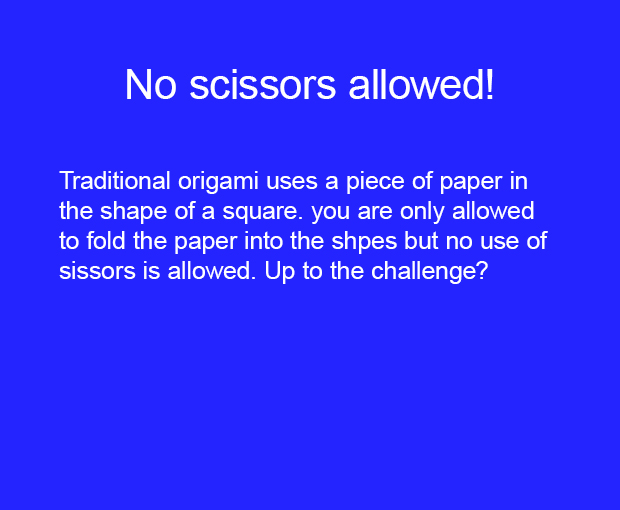 No scissors allowed!
Traditional origami uses a piece of paper in
the shape of a square. you are only allowed
to fold the paper into the shpes but no use of
sissors is allowed. Up to the challenge?